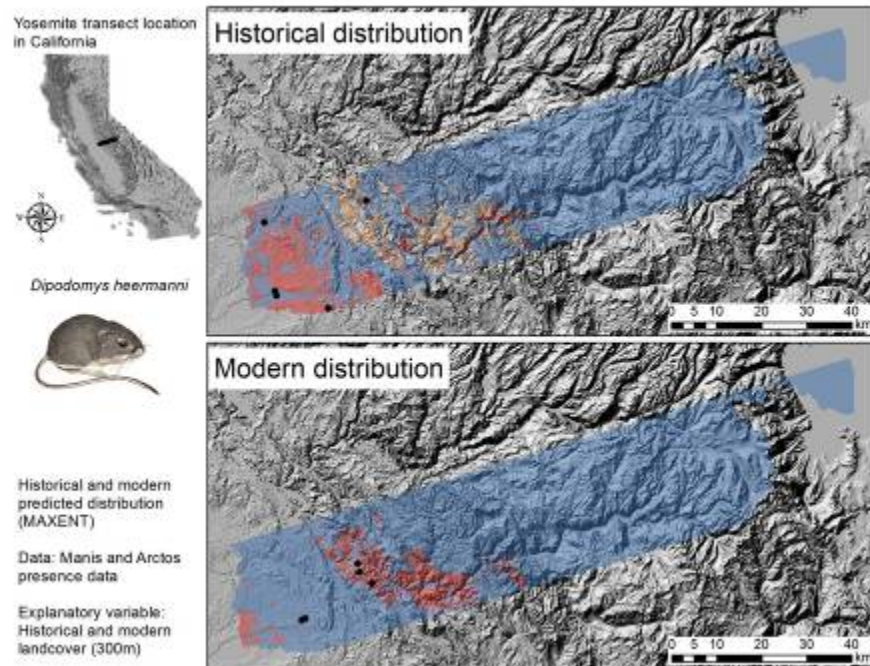 Yosemite transect location
in California
N
W
E
S
Dipodomys heermanni
Historical and modern
predicted distribution
(MAXENT)
Data: Manis and Arctos
presence data
Explanatory variable:
Historical and modern
landcover (300m)
Historical distribution
0 5 10 20 30 40
km
Modern distribution
0 5 10 20 30 40
km